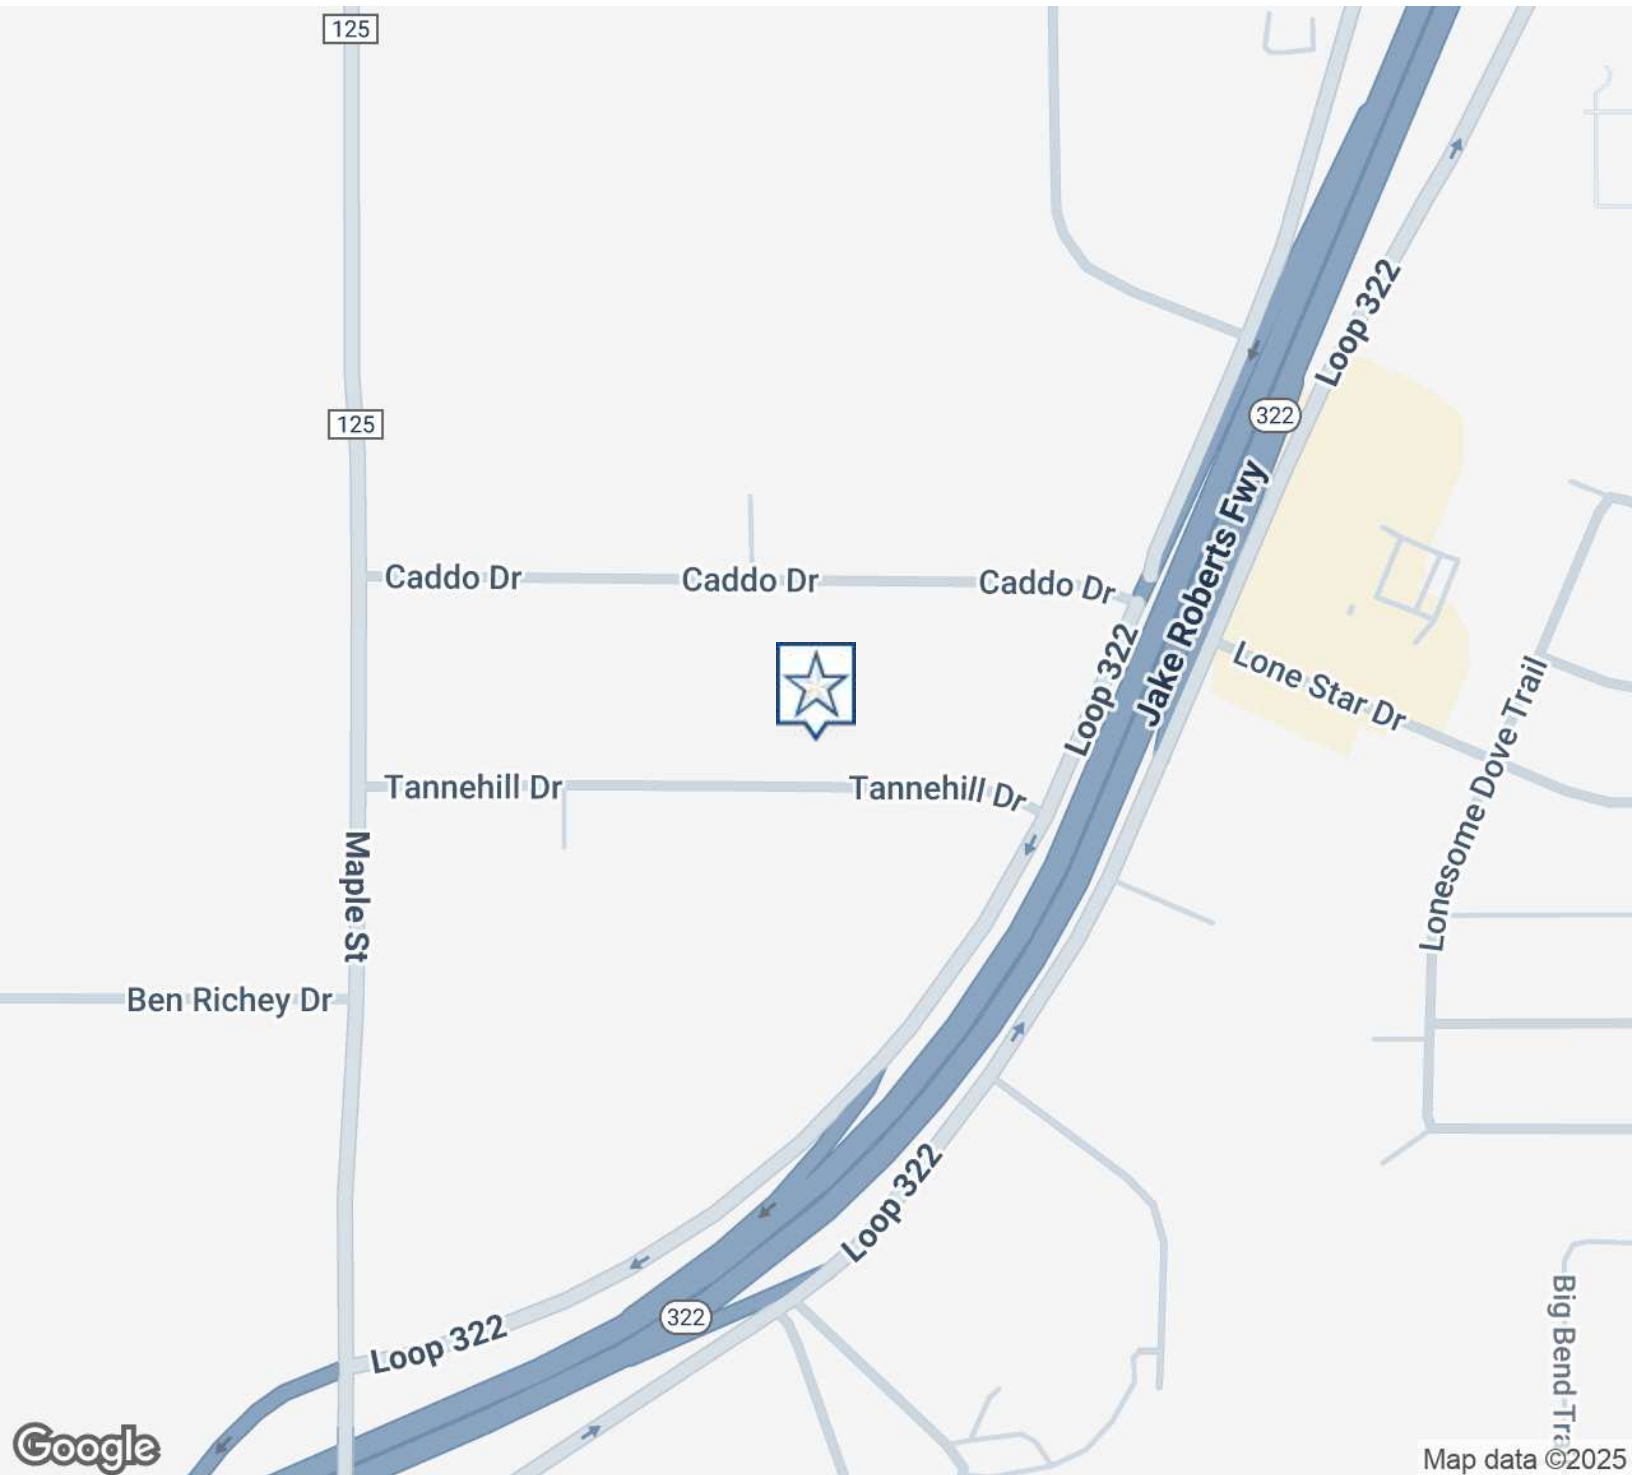 125
125
322
Loop 322
Jake Roberts Fwy
Caddo Dr
Caddo Dr
Caddo Dr
Loop 322
Lone Star Dr
Lonesome Dove Trail
Tannehill Dr
Tannehill Dr
Maple St
Ben Richey Dr
Loop 322
322
Loop 322
Big Bend Tra
Google
Map data ©2025